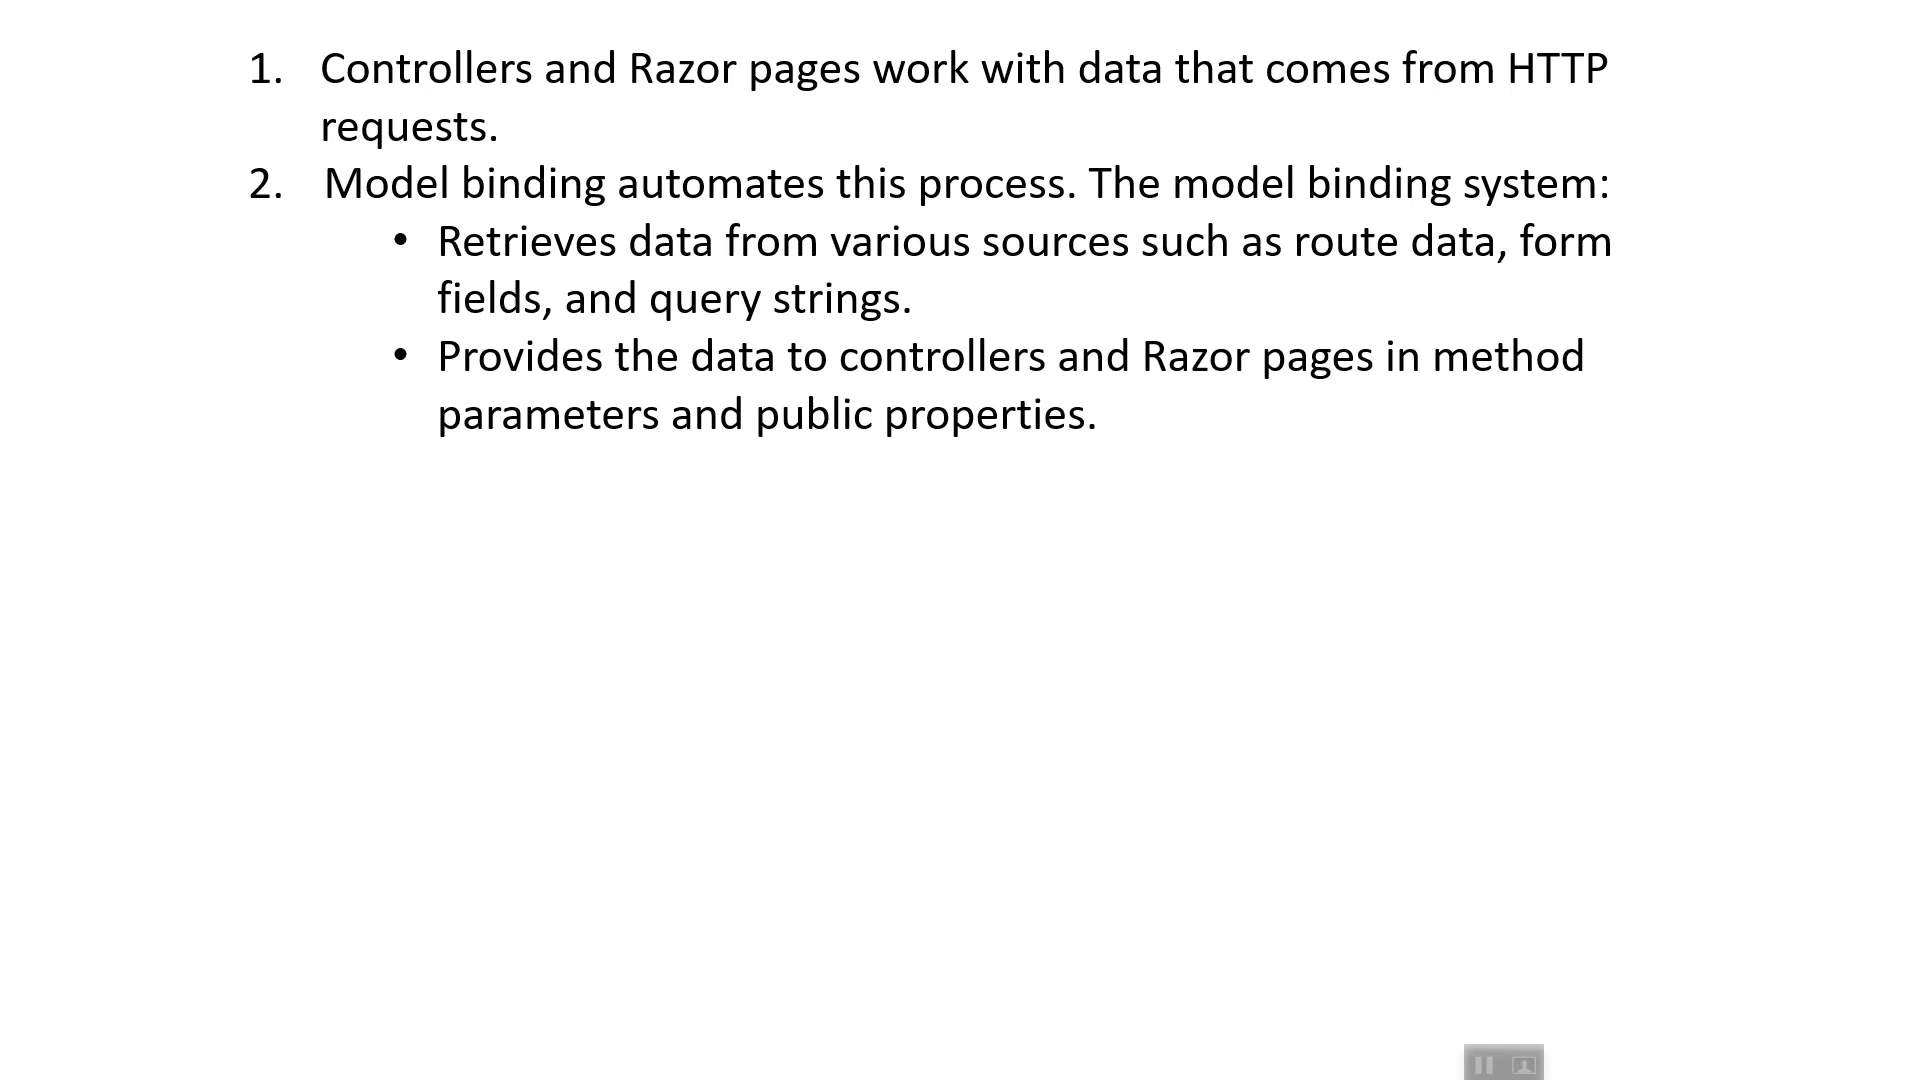 1. Controllers and Razor pages work with data that comes from HTTP
requests.
2. Model binding automates this process. The model binding system:
• Retrieves data from various sources such as route data, form
fields, and query strings.
• Provides the data to controllers and Razor pages in method
parameters and public properties.